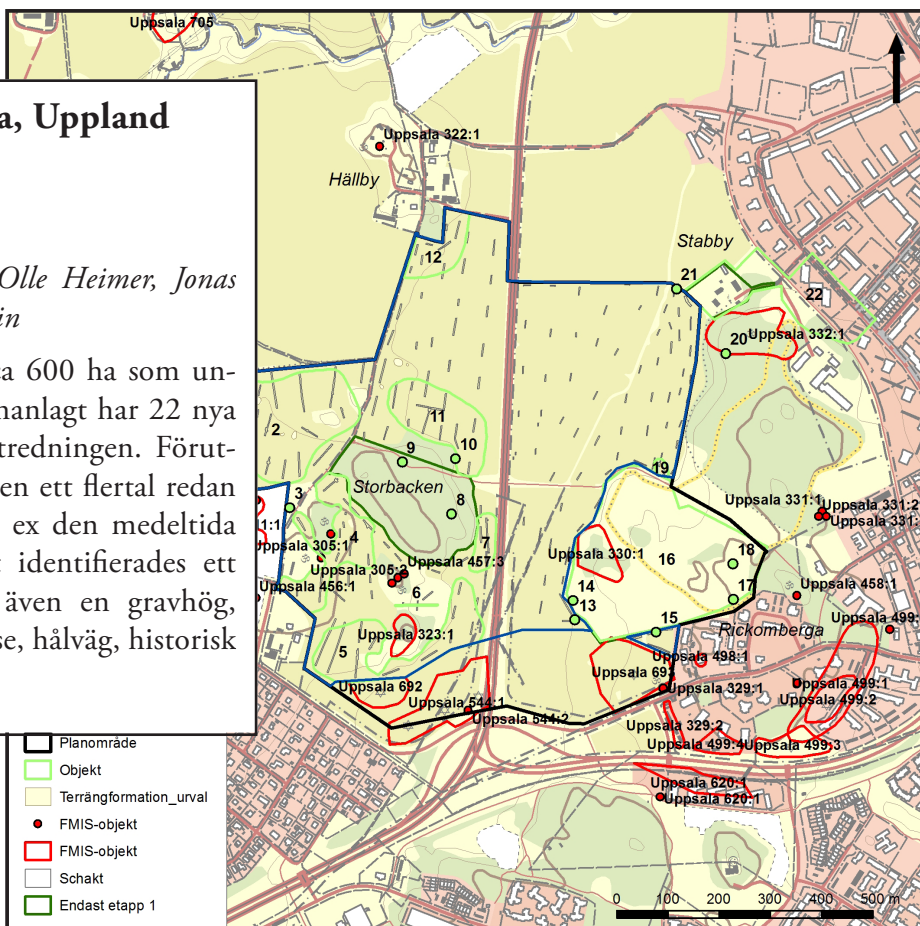 Uppsala 705
a, Uppland
Olle Heimer, Jonas
in
ca 600 ha som un-
manlagt har 22 nya
tredningen. Förut-
en ett flertal redan
ex den medeltida
t identifierades ett
även en gravhög,
se, hålväg, historisk
Uppsala 322:1
Hällby
Stabby
12
21
22
20
Uppsala 332:1
11
2
9
10
Storbacken
8
3
19
1:1
4
7
Uppsala 305:1
Uppsala 457:3
Uppsala 456:1
6
Uppsala 323:1
5
Uppsala 331:1
Uppsala 331:2
Uppsala 330:1
16
18
14
17
13
15
Uppsala 458:1
Rickomberga
Uppsala 498:1
Uppsala 329:1
Uppsala 499:1
Uppsala 499:2
Uppsala 692
Uppsala 544:1
Uppsala 544:2
Uppsala 329:2
Uppsala 499:4
Uppsala 499:3
Uppsala 620:1
Uppsala 620:1
Planområde
Objekt
Terrängformation_urval
FMIS-objekt
FMIS-objekt
Schakt
Endast etapp 1
0 100 200 300 400 500 m